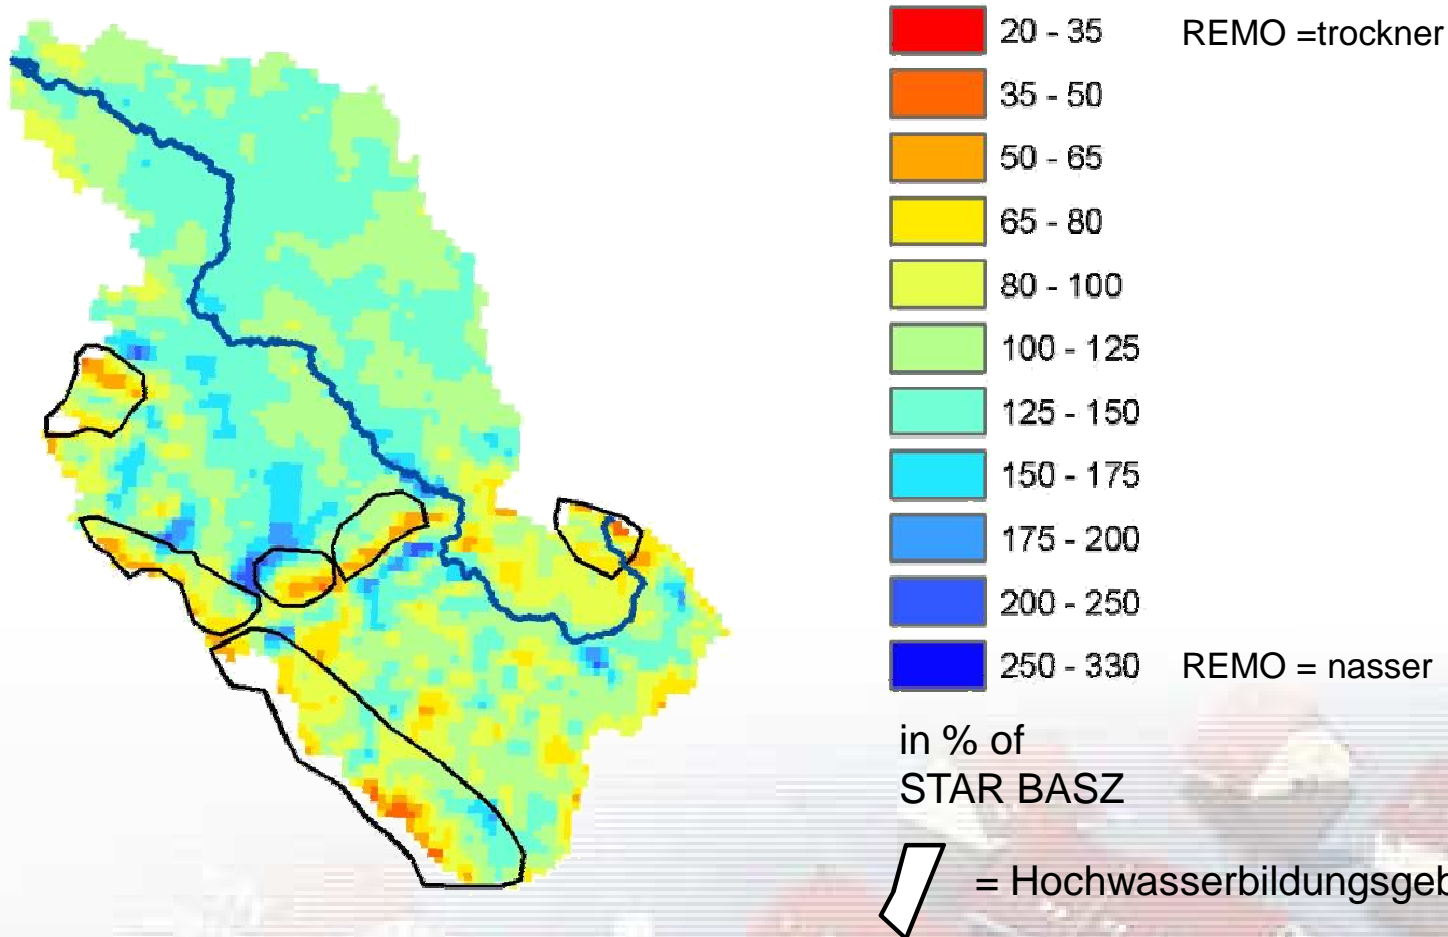 20 - 35 REMO =trockner
35 - 50
50 - 65
65 - 80
80 - 100
100 - 125
125 - 150
150 - 175
175 - 200
200 - 250
250 - 330 REMO = nasser
in % of
STAR BASZ
= Hochwasserbildungsgeb